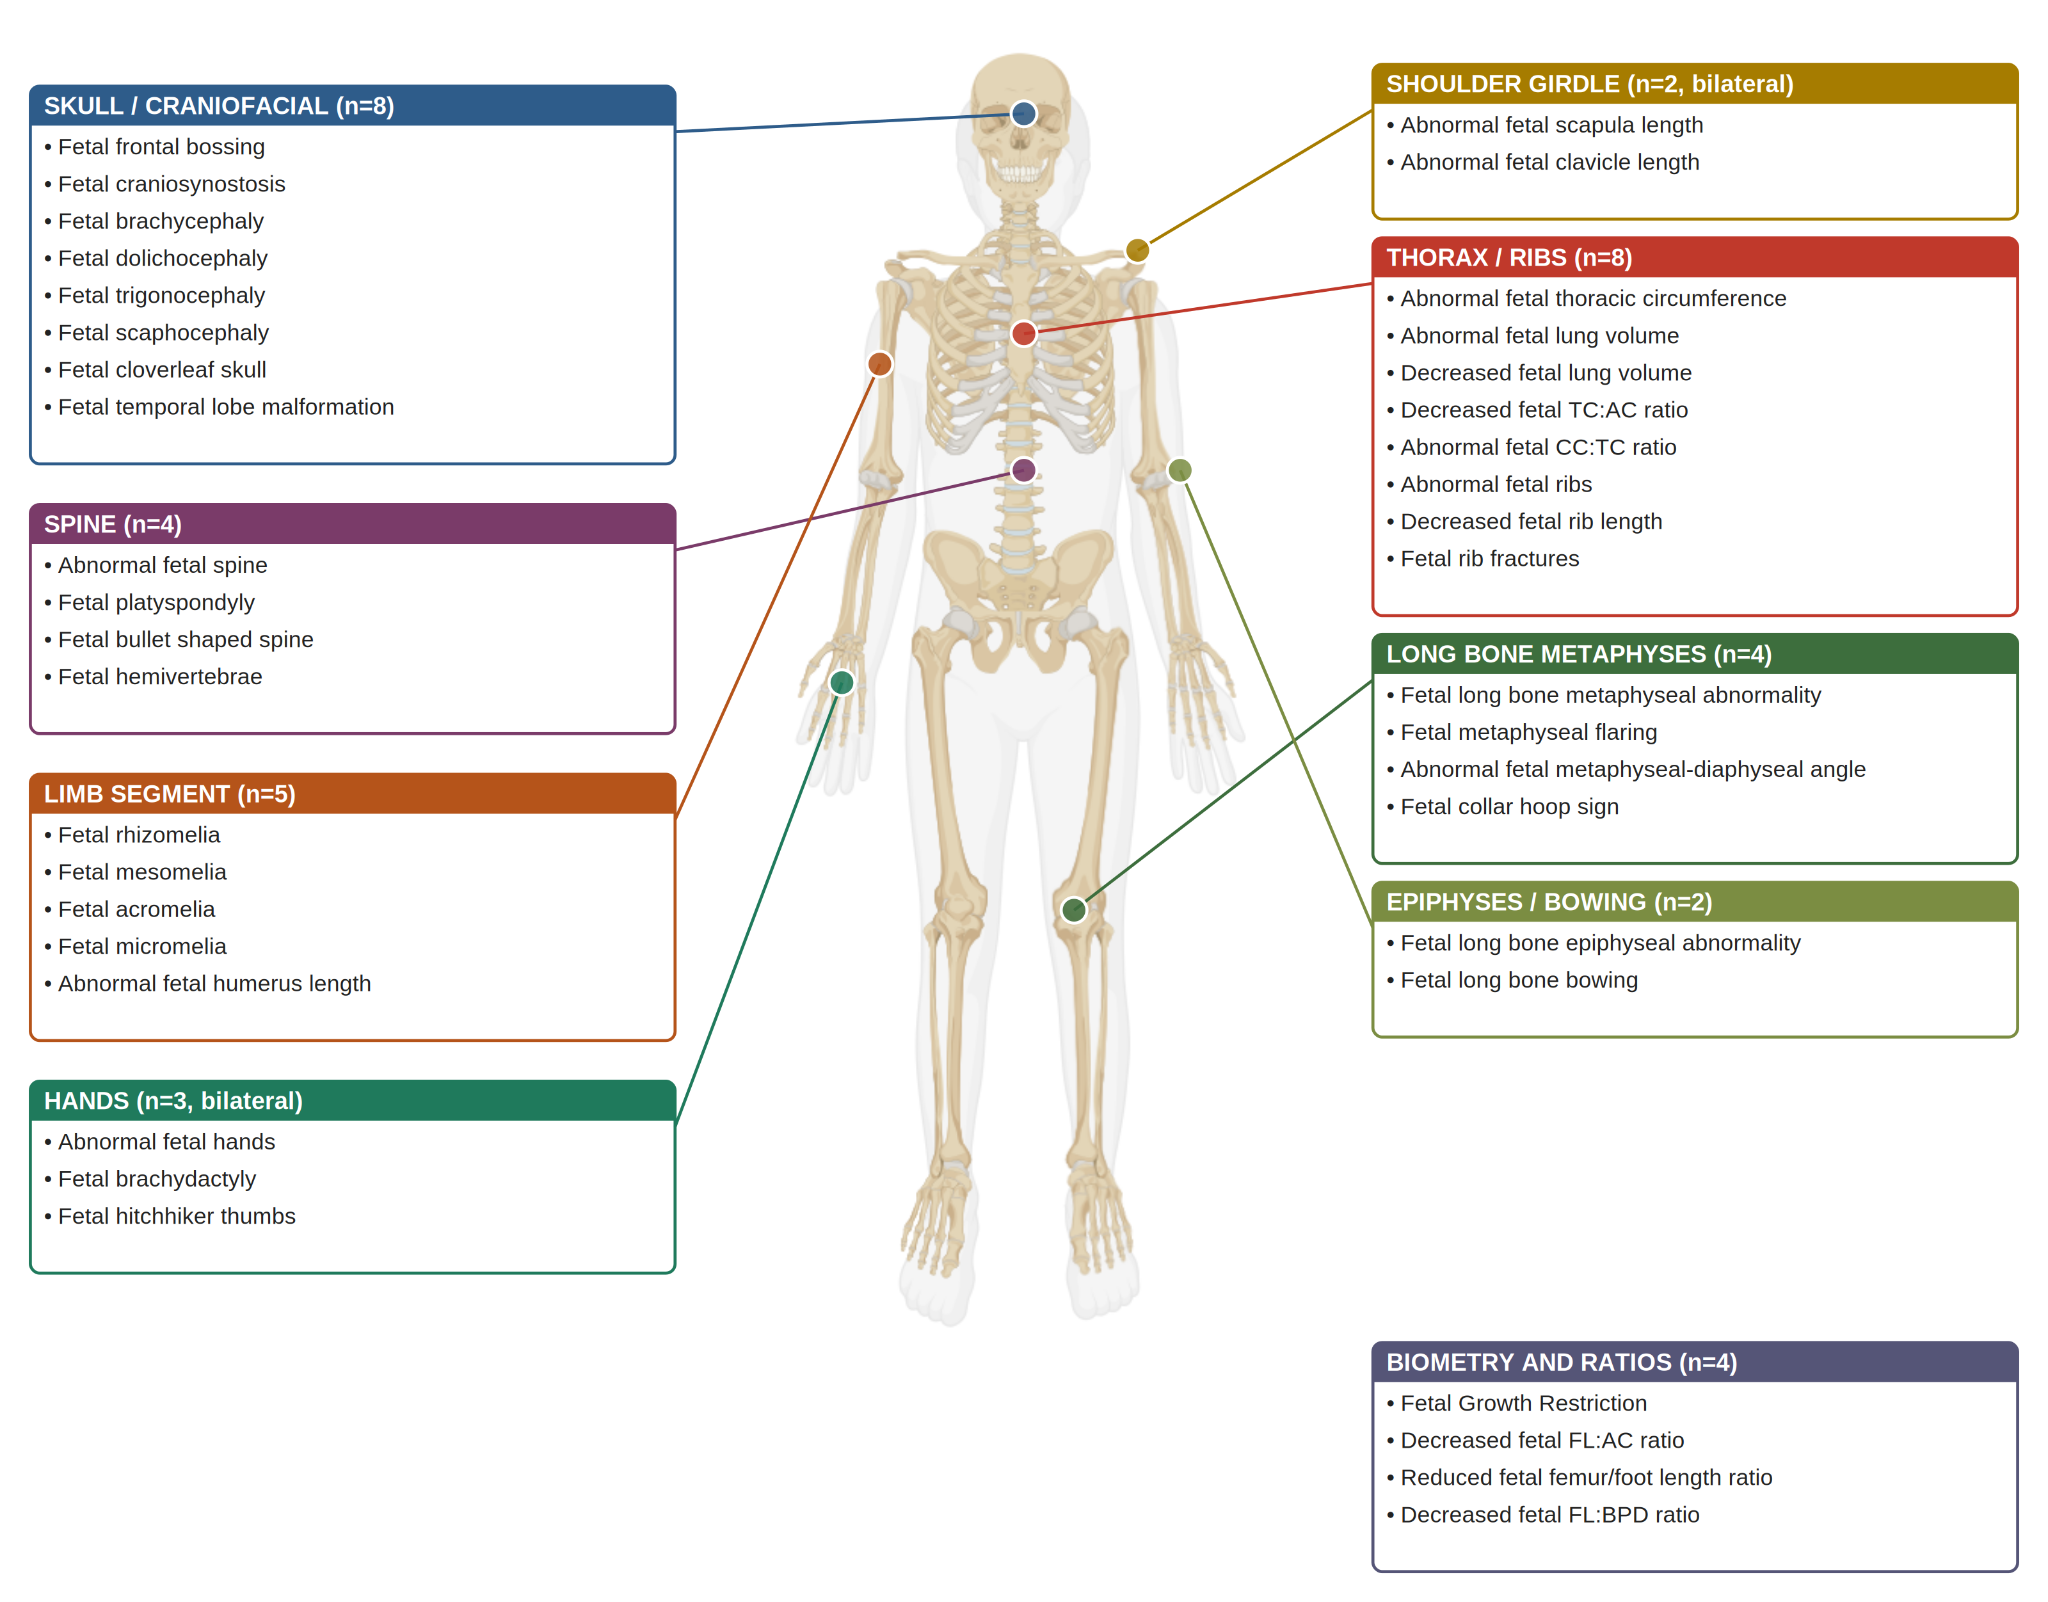 SKULL / CRANIOFACIAL (n=8)
• Fetal frontal bossing
• Fetal craniosynostosis
• Fetal brachycephaly
• Fetal dolichocephaly
• Fetal trigonocephaly
• Fetal scaphocephaly
• Fetal cloverleaf skull
• Fetal temporal lobe malformation
SPINE (n=4)
• Abnormal fetal spine
• Fetal platyspondyly
• Fetal bullet shaped spine
• Fetal hemivertebrae
LIMB SEGMENT (n=5)
• Fetal rhizomelia
• Fetal mesomelia
• Fetal acromelia
• Fetal micromelia
• Abnormal fetal humerus length
HANDS (n=3, bilateral)
• Abnormal fetal hands
• Fetal brachydactyly
• Fetal hitchhiker thumbs
SHOULDER GIRDLE (n=2, bilateral)
• Abnormal fetal scapula length
• Abnormal fetal clavicle length
THORAX / RIBS (n=8)
• Abnormal fetal thoracic circumference
• Abnormal fetal lung volume
• Decreased fetal lung volume
• Decreased fetal TC:AC ratio
• Abnormal fetal CC:TC ratio
• Abnormal fetal ribs
• Decreased fetal rib length
• Fetal rib fractures
LONG BONE METAPHYSES (n=4)
• Fetal long bone metaphyseal abnormality
• Fetal metaphyseal flaring
• Abnormal fetal metaphyseal-diaphyseal angle
• Fetal collar hoop sign
EPIPHYSES / BOWING (n=2)
• Fetal long bone epiphyseal abnormality
• Fetal long bone bowing
BIOMETRY AND RATIOS (n=4)
• Fetal Growth Restriction
• Decreased fetal FL:AC ratio
• Reduced fetal femur/foot length ratio
• Decreased fetal FL:BPD ratio